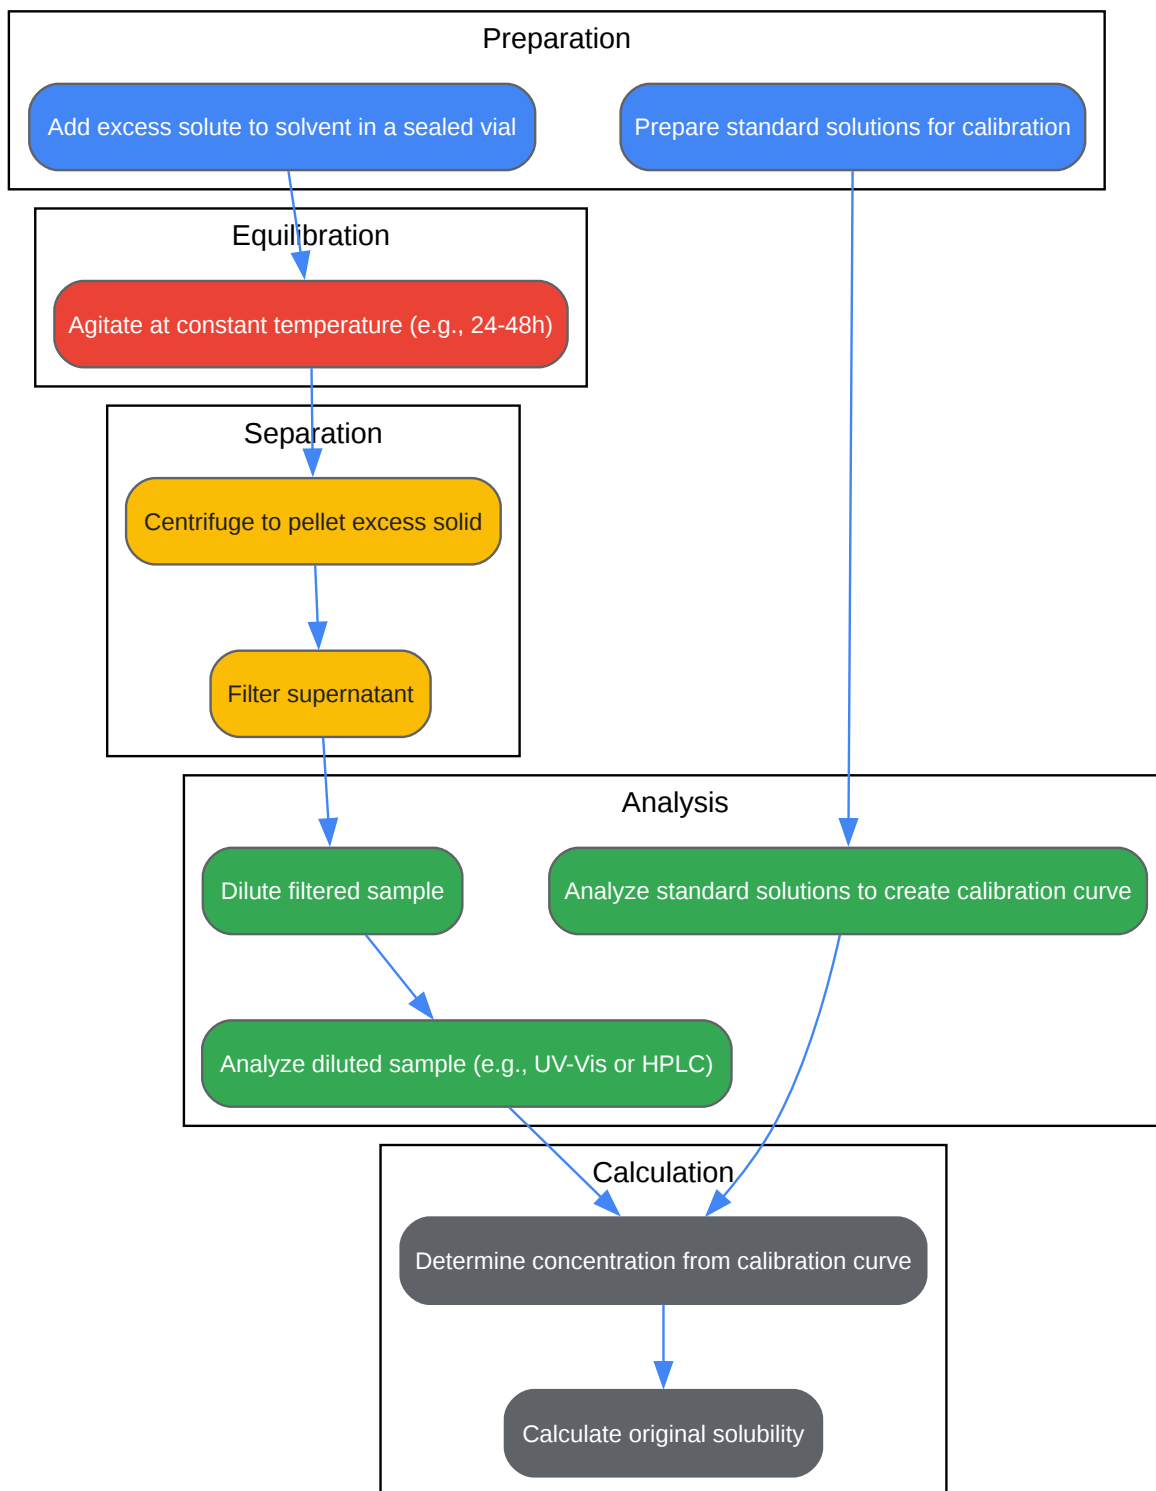 Preparation
Add excess solute to solvent in a sealed vial
Prepare standard solutions for calibration
Equilibration
Agitate at constant temperature (e.g., 24-48h)
Separation
Centrifuge to pellet excess solid
Filter supernatant
Analysis
Dilute filtered sample
Analyze standard solutions to create calibration curve
Analyze diluted sample (e.g., UV-Vis or HPLC)
Calculation
Determine concentration from calibration curve
Calculate original solubility